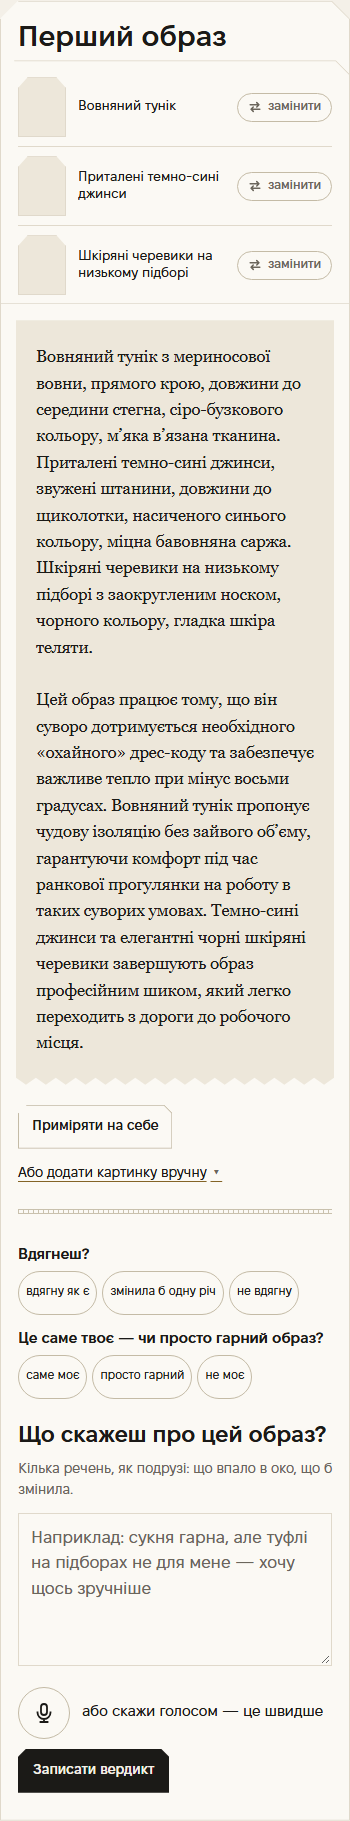 Перший образ
Вовняний тунік
замінити
Приталені темно-сині
джинси
замінити
Шкіряні черевики на
низькому підборі
замінити
Вовняний тунік з мериносової
вовни, прямого крою, довжини до
середини стегна, сіро-бузкового
кольору, м’яка в’язана тканина.
Приталені темно-сині джинси,
звужені штанини, довжини до
щиколотки, насиченого синього
кольору, міцна бавовняна саржа.
Шкіряні черевики на низькому
підборі з заокругленим носком,
чорного кольору, гладка шкіра
теляти.
Цей образ працює тому, що він
суворо дотримується необхідного
«охайного» дрес-коду та забезпечує
важливе тепло при мінус восьми
градусах. Вовняний тунік пропонує
чудову ізоляцію без зайвого об’єму,
гарантуючи комфорт під час
ранкової прогулянки на роботу в
таких суворих умовах. Темно-сині
джинси та елегантні чорні шкіряні
черевики завершують образ
професійним шиком, який легко
переходить з дороги до робочого
місця.
Приміряти на себе
Або додати картинку вручну
Вдягнеш?
вдягну як є
змінила б одну річ
не вдягну
Це саме твоє — чи просто гарний образ?
саме моє
просто гарний
не моє
Що скажеш про цей образ?
Кілька речень, як подрузі: що впало в око, що б
змінила.
Наприклад: сукня гарна, але туфлі
на підборах не для мене — хочу
щось зручніше
або скажи голосом — це швидше
Записати вердикт